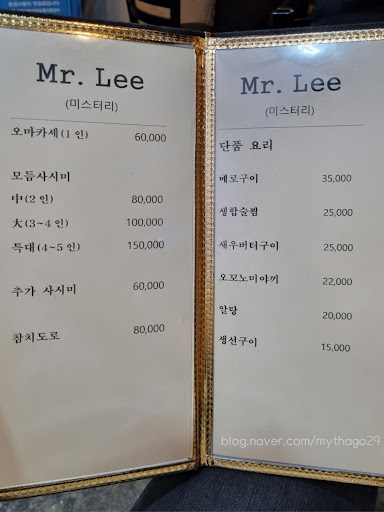 Mr. Lee
(미스터리)
오마카세(1 인) 60,000
모듬사시미
中(2 인) 80,000
大(3~4 인) 100,000
특대(4~5 인) 150,000
추가 사시미 60,000
참치도로 80,000
Mr. Lee
(미스터리)
단품 요리
메로구이 35,000
생합술찜 25,000
새우버터구이 25,000
오꼬노미야끼 22,000
알탕 20,000
생선구이 15,000
blog.naver.com/mythago29